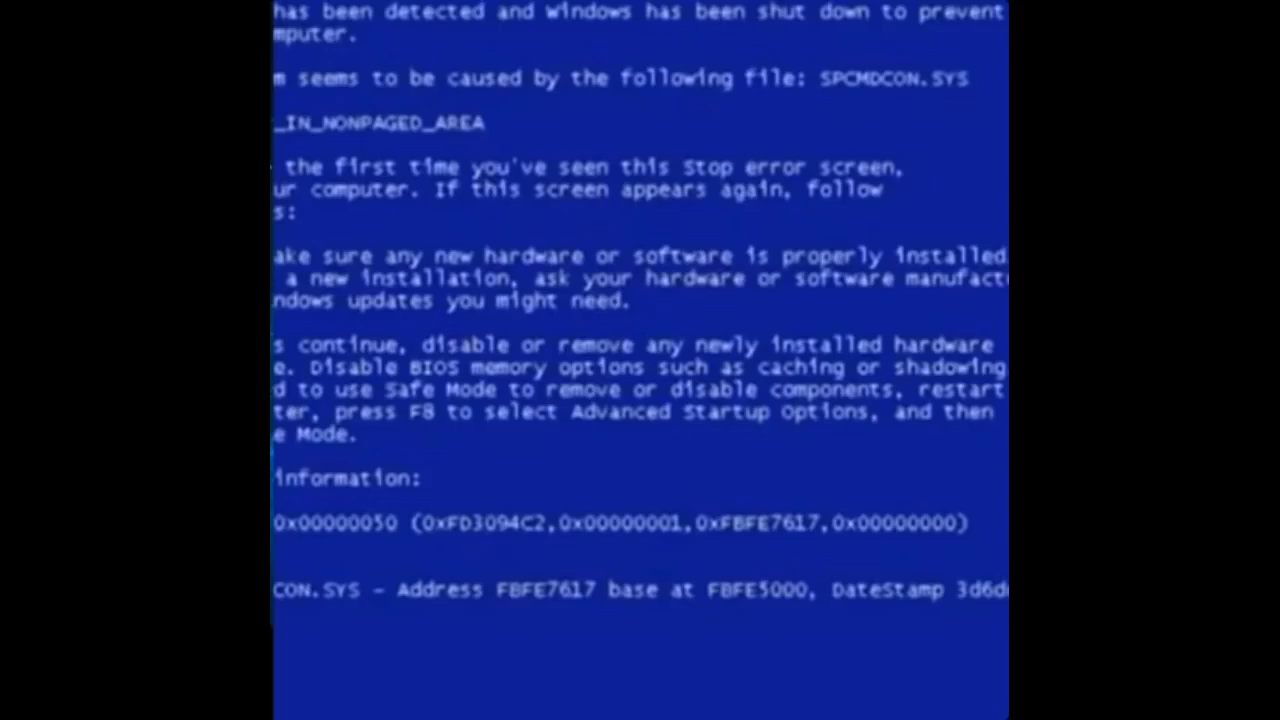 has been detected and windows has been shut down to prevent
mputer.
m seems to be caused by the following file: SPCMDCON.SYS
_IN_NONPAGED_AREA
the first time you've seen this Stop error screen,
ur computer. If this screen appears again, follow
s:
ake sure any new hardware or software is properly installed.
a new installation, ask your hardware or software manufact
ndows updates you might need.
s continue, disable or remove any newly installed hardware
e. Disable BIOS memory options such as caching or shadowing.
d to use Safe Mode to remove or disable components, restart
ter, press F8 to select Advanced Startup Options, and then
e Mode.
information:
0x00000050 (0xFD3094C2,0x00000001,0xFBFE7617,0x00000000)
CON.SYS - Address FBFE7617 base at FBFE5000, DateStamp 3d6d